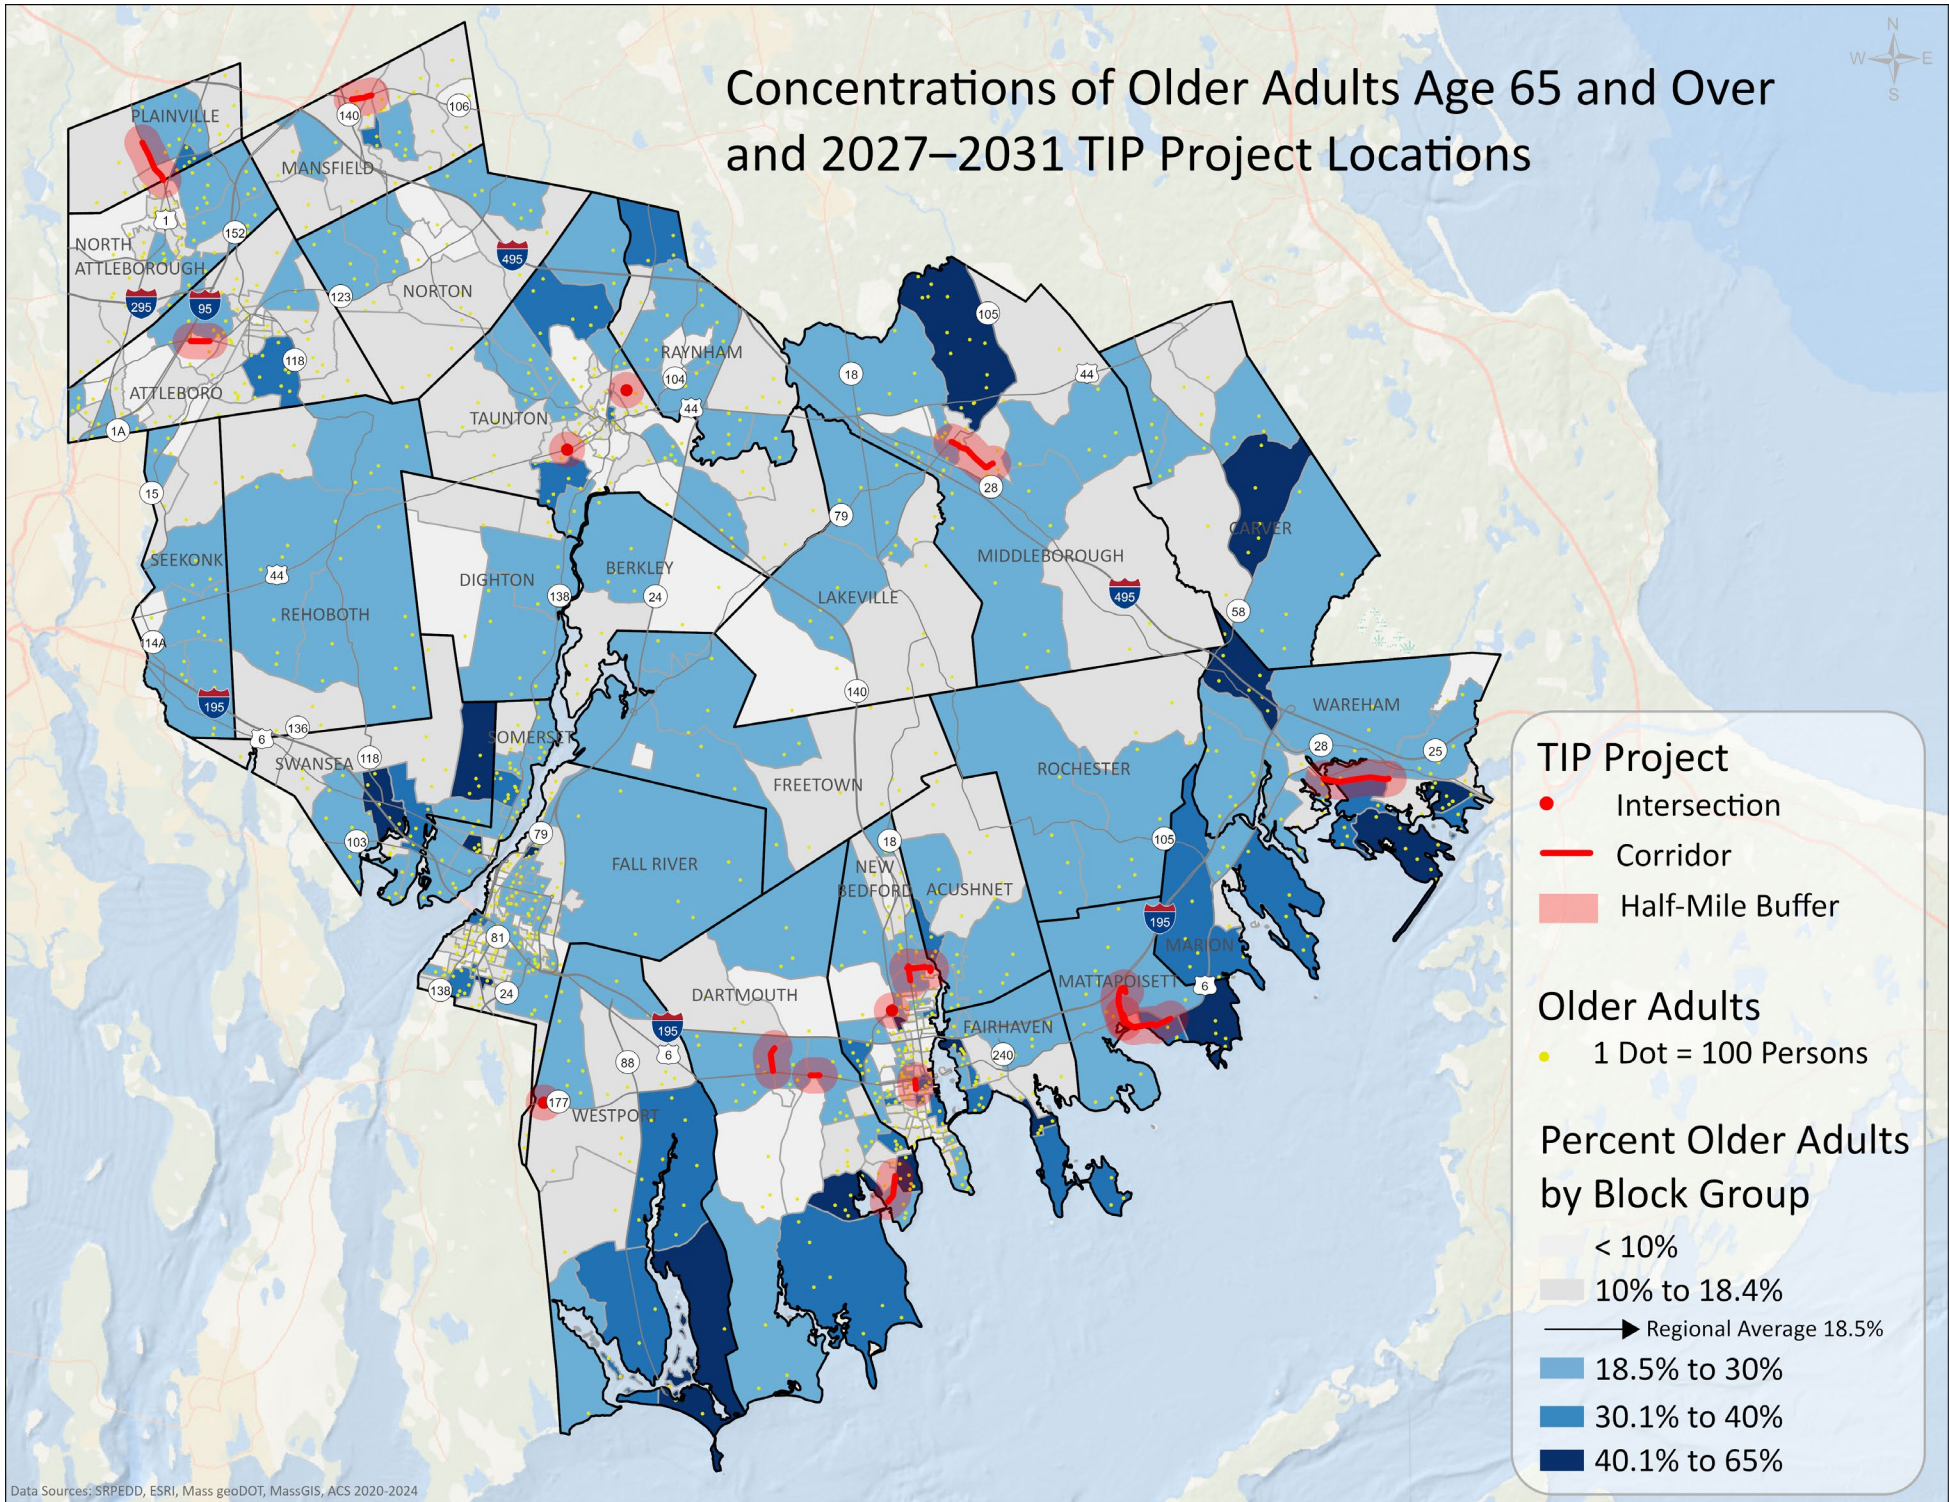 Concentrations of Older Adults Age 65 and Over
and 2027–2031 TIP Project Locations
N
W
E
S
PLAINVILLE
140
106
MANSFIELD
1
152
NORTH
ATTLEBOROUGH
495
295
95
123
NORTON
105
118
RAYNHAM
104
18
44
ATTLEBORO
1A
TAUNTON
44
28
15
79
SEEKONK
CARVER
MIDDLEBOROUGH
44
DIGHTON
BERKLEY
138
24
LAKEVILLE
495
REHOBOTH
58
114A
140
195
WAREHAM
136
6
SOMERSET
28
25
SWANSEA
118
ROCHESTER
FREETOWN
103
79
18
105
FALL RIVER
NEW
BEDFORD
ACUSHNET
195
81
MARION
MATTAPOISETT
6
138
24
DARTMOUTH
195
FAIRHAVEN
88
6
240
177
WESTPORT
TIP Project
Intersection
Corridor
Half-Mile Buffer
Older Adults
1 Dot = 100 Persons
Percent Older Adults
by Block Group
< 10%
10% to 18.4%
Regional Average 18.5%
18.5% to 30%
30.1% to 40%
40.1% to 65%
Data Sources: SRPEDD, ESRI, Mass geoDOT, MassGIS, ACS 2020-2024